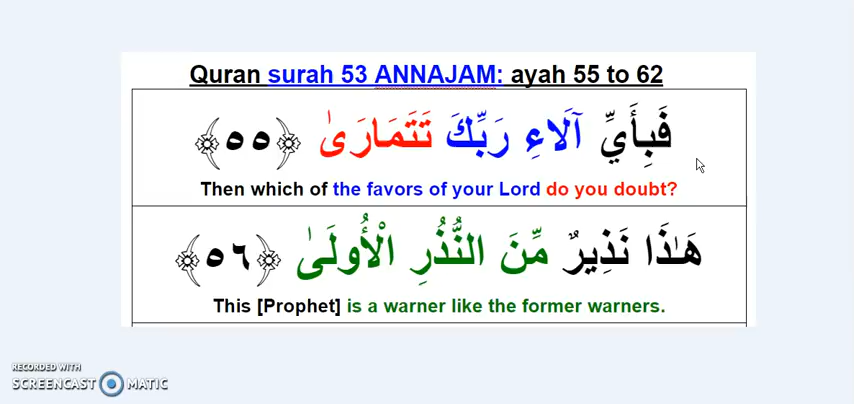 Quran surah 53 ANNAJAM: ayah 55 to 62
فَبِأَيِّ آلَاءِ رَبِّكَ تَتَمَارَىٰ ﴿٥٥﴾
Then which of the favors of your Lord do you doubt?
هَـٰذَا نَذِيرٌ مِّنَ النُّذُرِ الْأُولَىٰ ﴿٥٦﴾
This [Prophet] is a warner like the former warners.
RECORDED WITH
SCREENCAST MATIC